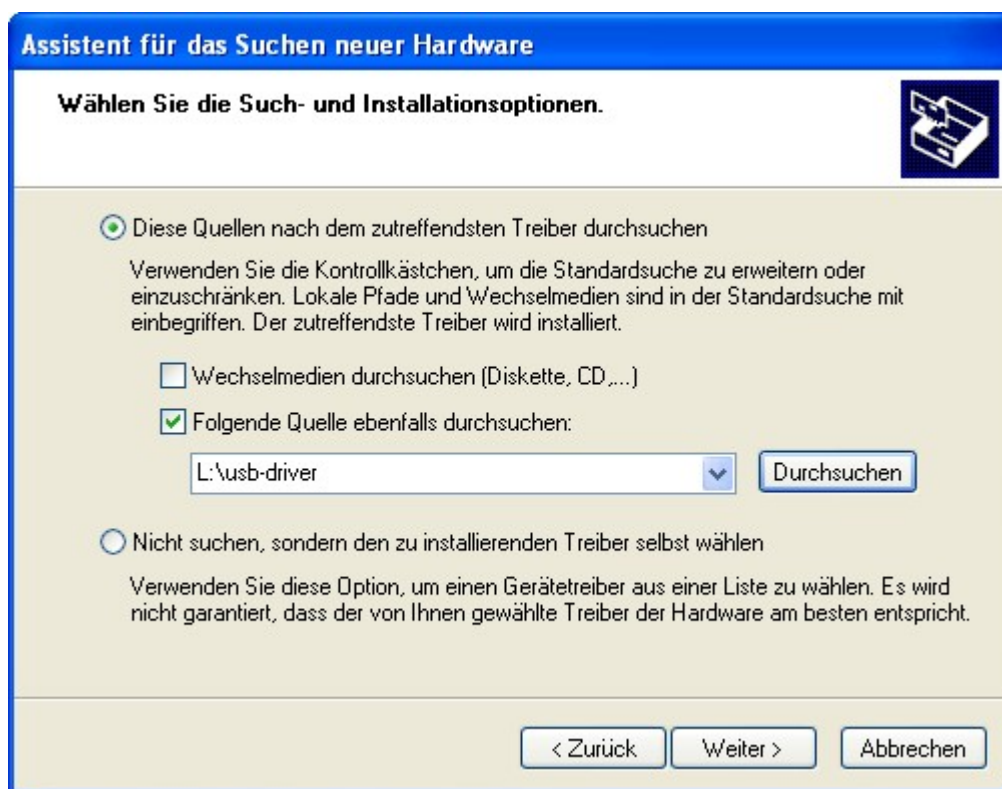 Assistent für das Suchen neuer Hardware
Wählen Sie die Such- und Installationsoptionen.
Diese Quellen nach dem zutreffendsten Treiber durchsuchen
Verwenden Sie die Kontrollkästchen, um die Standardsuche zu erweitern oder
einzuschränken. Lokale Pfade und Wechselmedien sind in der Standardsuche mit
einbegriffen. Der zutreffendste Treiber wird installiert.
Wechselmedien durchsuchen (Diskette, CD,...)
Folgende Quelle ebenfalls durchsuchen:
L:\usb-driver
Durchsuchen
Nicht suchen, sondern den zu installierenden Treiber selbst wählen
Verwenden Sie diese Option, um einen Gerätetreiber aus einer Liste zu wählen. Es wird
nicht garantiert, dass der von Ihnen gewählte Treiber der Hardware am besten entspricht.
< Zurück
Weiter >
Abbrechen